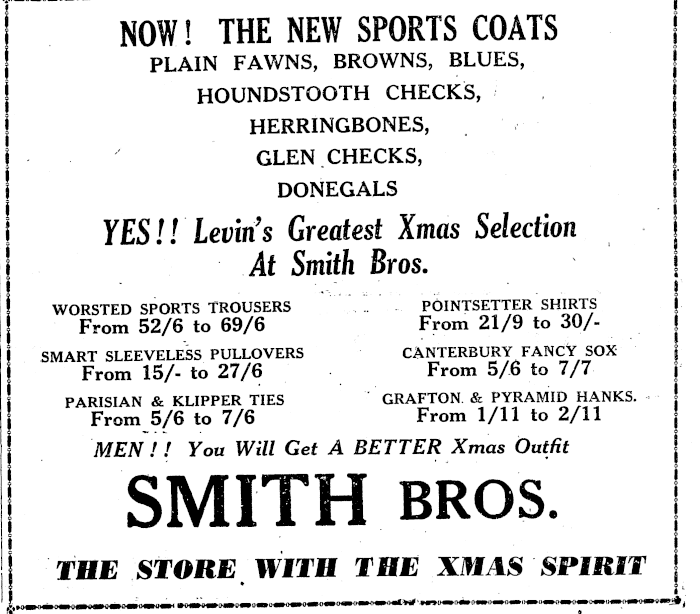 NOW! THE NEW SPORTS COATS
PLAIN FAWNS, BROWNS, BLUES,
HOUNDSTOOTH CHECKS,
HERRINGBONES,
GLEN CHECKS,
DONEGALS
YES!! Levin's Greatest Xmas Selection
At Smith Bros.
WORSTED SPORTS TROUSERS
From 52/6 to 69/6
SMART SLEEVELESS PULLOVERS
From 15/- to 27/6
PARISIAN & KLIPPER TIES
From 5/6 to 7/6
POINTSETTER SHIRTS
From 21/9 to 30/-
CANTERBURY FANCY SOX
From 5/6 to 7/7
GRAFTON & PYRAMID HANKS.
From 1/11 to 2/11
MEN!! You Will Get A BETTER Xmas Outfit
SMITH BROS.
THE STORE WITH THE XMAS SPIRIT